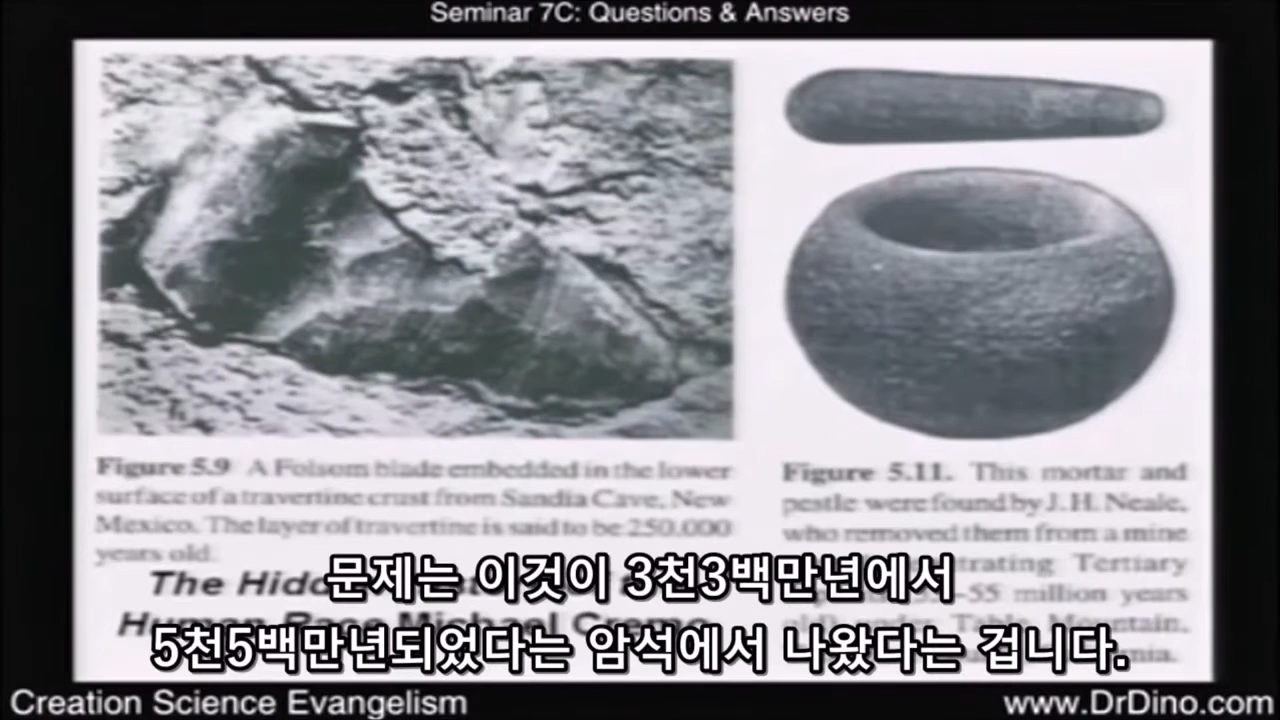 Seminar 7C: Questions & Answers
Figure 5.9 A Folsom blade embedded in the lower
surface of a travertine crust from Sandia Cave, New
Mexico. The layer of travertine is said to be 250,000
years old.
Figure 5.11. This mortar and
pestle were found by J. H. Neale,
who removed them from a mine
Tertiary
-55 million years
The
Human Race Michael Cremo
문제는 이것이 3천3백만년에서
5천5백만년되었다는 암석에서 나왔다는 겁니다.
Creation Science Evangelism
www.DrDino.com